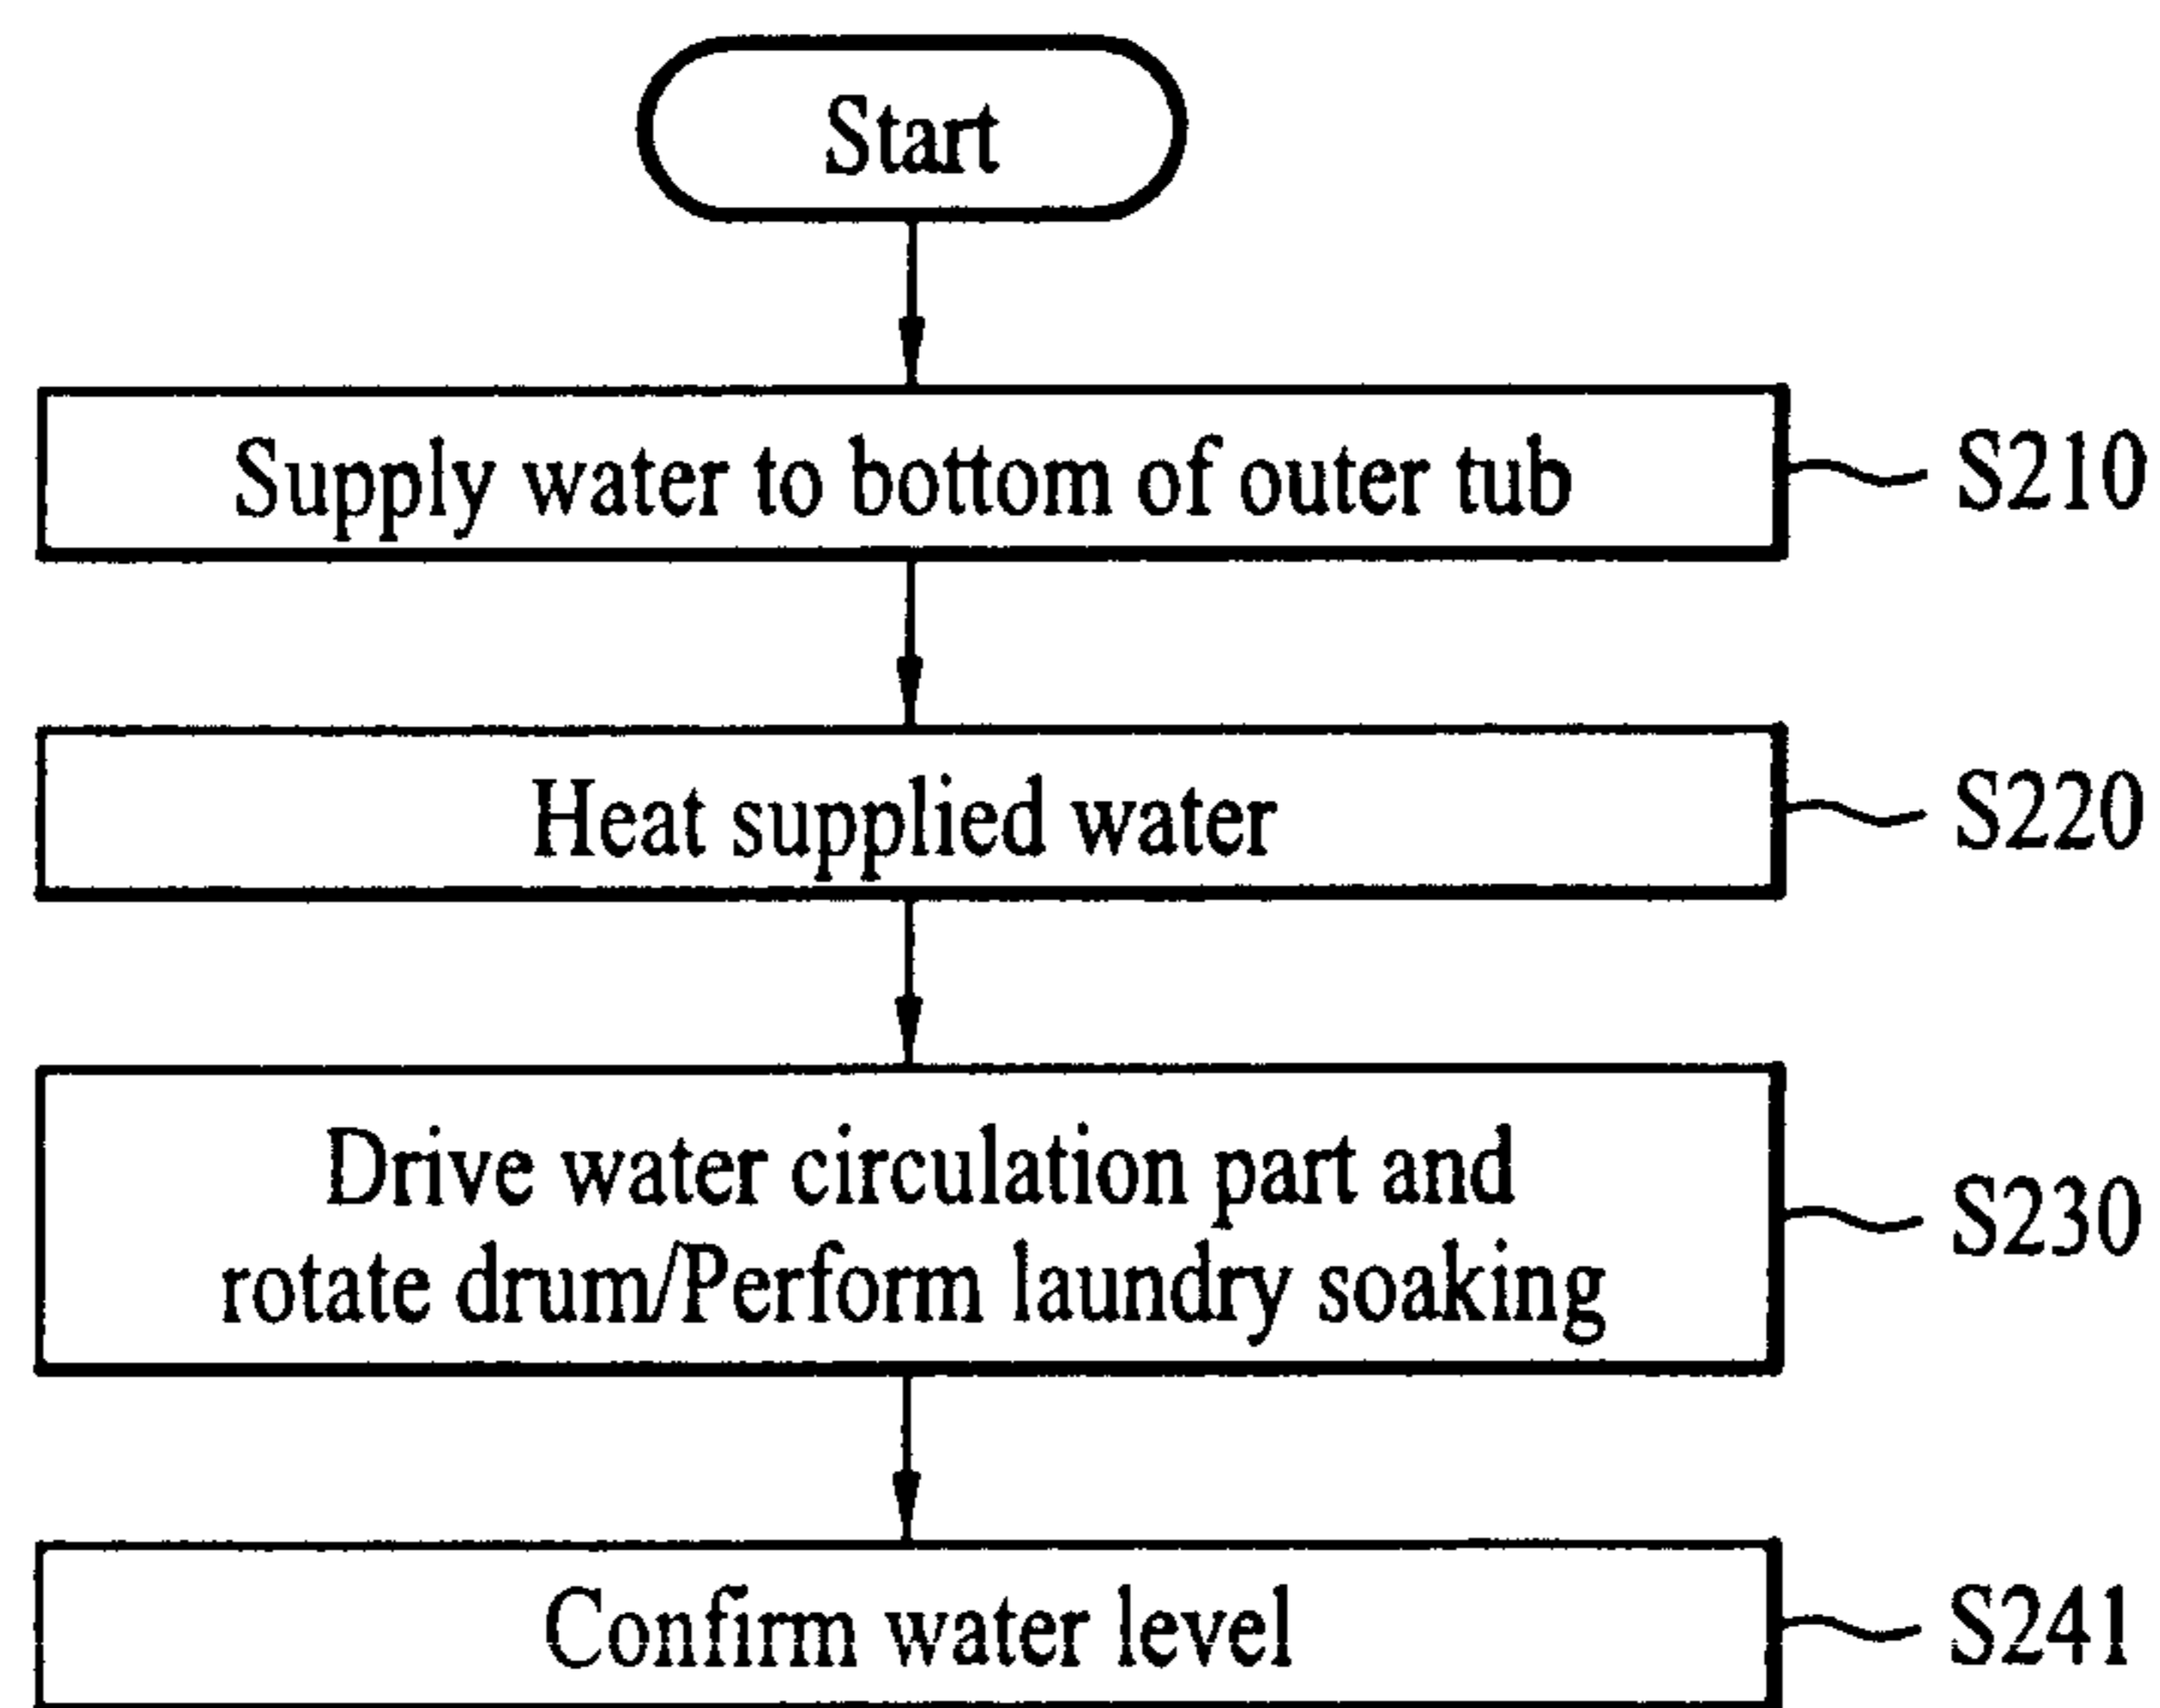 Start
Supply water to bottom of outer tub
S210
Heat supplied water
S220
Drive water circulation part and
rotate drum/Perform laundry soaking
S230
Confirm water level
S241